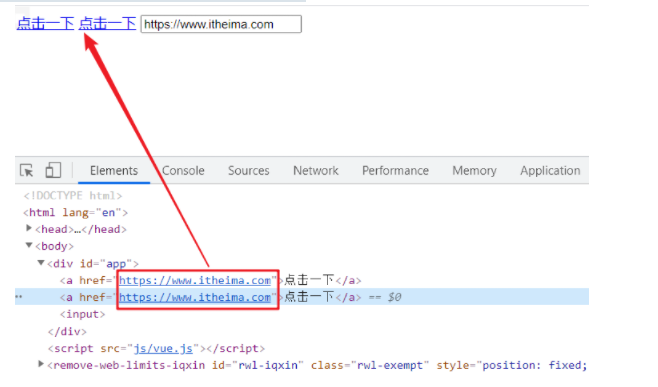 点击一下 点击一下 https://www.itheima.com
Elements Console Sources Network Performance Memory Application
<!DOCTYPE html>
<html lang="en">
<head>…</head>
<body>
<div id="app">
<a href="https://www.itheima.com">点击一下</a>
<a href="https://www.itheima.com">点击一下</a> == $0
<input>
</div>
<script src="js/vue.js"></script>
<remove-web-limits-iqxin id="rwl-iqxin" class="rwl-exempt" style="position: fixed;